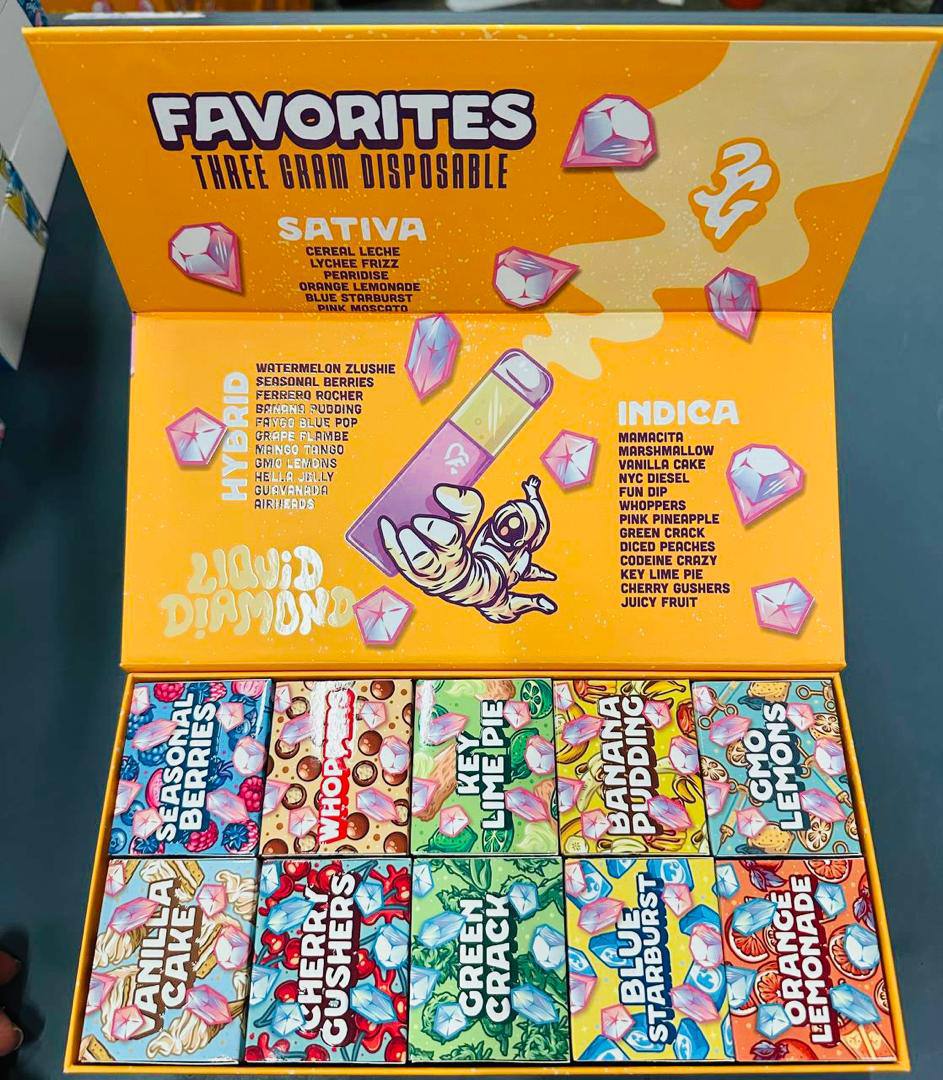 FAVORITES
THREE GRAM DISPOSABLE
3G
SATIVA
CEREAL LECHE
LYCHEE FRIZZ
PEARIDISE
ORANGE LEMONADE
BLUE STARBURST
PINK MOSCATO
HYBRID
WATERMELON ZLUSHIE
SEASONAL BERRIES
FERRERO ROCHER
BANANA PUDDING
FAYGO BLUE POP
GRAPE FLAMBE
MANGO TANGO
GMO LEMONS
HELLA JELLY
GUAVANADA
AIRHEADS
INDICA
MAMACITA
MARSHMALLOW
VANILLA CAKE
NYC DIESEL
FUN DIP
WHOPPERS
PINK PINEAPPLE
GREEN CRACK
DICED PEACHES
CODEINE CRAZY
KEY LIME PIE
CHERRY GUSHERS
JUICY FRUIT
LIQUID
DIAMOND
SEASONAL
BERRIES
WHOPPERS
KEY
LIME PIE
BANANA
PUDDING
GMO
LEMONS
VANILLA
CAKE
CHERRY
GUSHERS
GREEN
CRACK
BLUE
STARBURST
ORANGE
LEMONADE